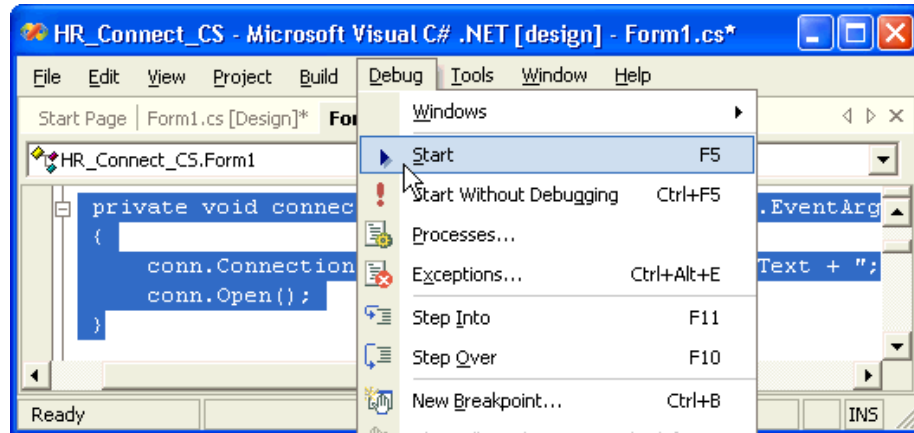 HR_Connect_CS - Microsoft Visual C# .NET [design] - Form1.cs*
File Edit View Project Build Debug Tools Window Help
Start Page Form1.cs [Design]*
Windows
HR_Connect_CS.Form1
Start F5
Start Without Debugging Ctrl+F5
private void connec .EventArg
{
Processes...
conn.Connection Text + ";
Exceptions... Ctrl+Alt+E
conn.Open();
}
Step Into F11
Step Over F10
New Breakpoint... Ctrl+B
Ready INS